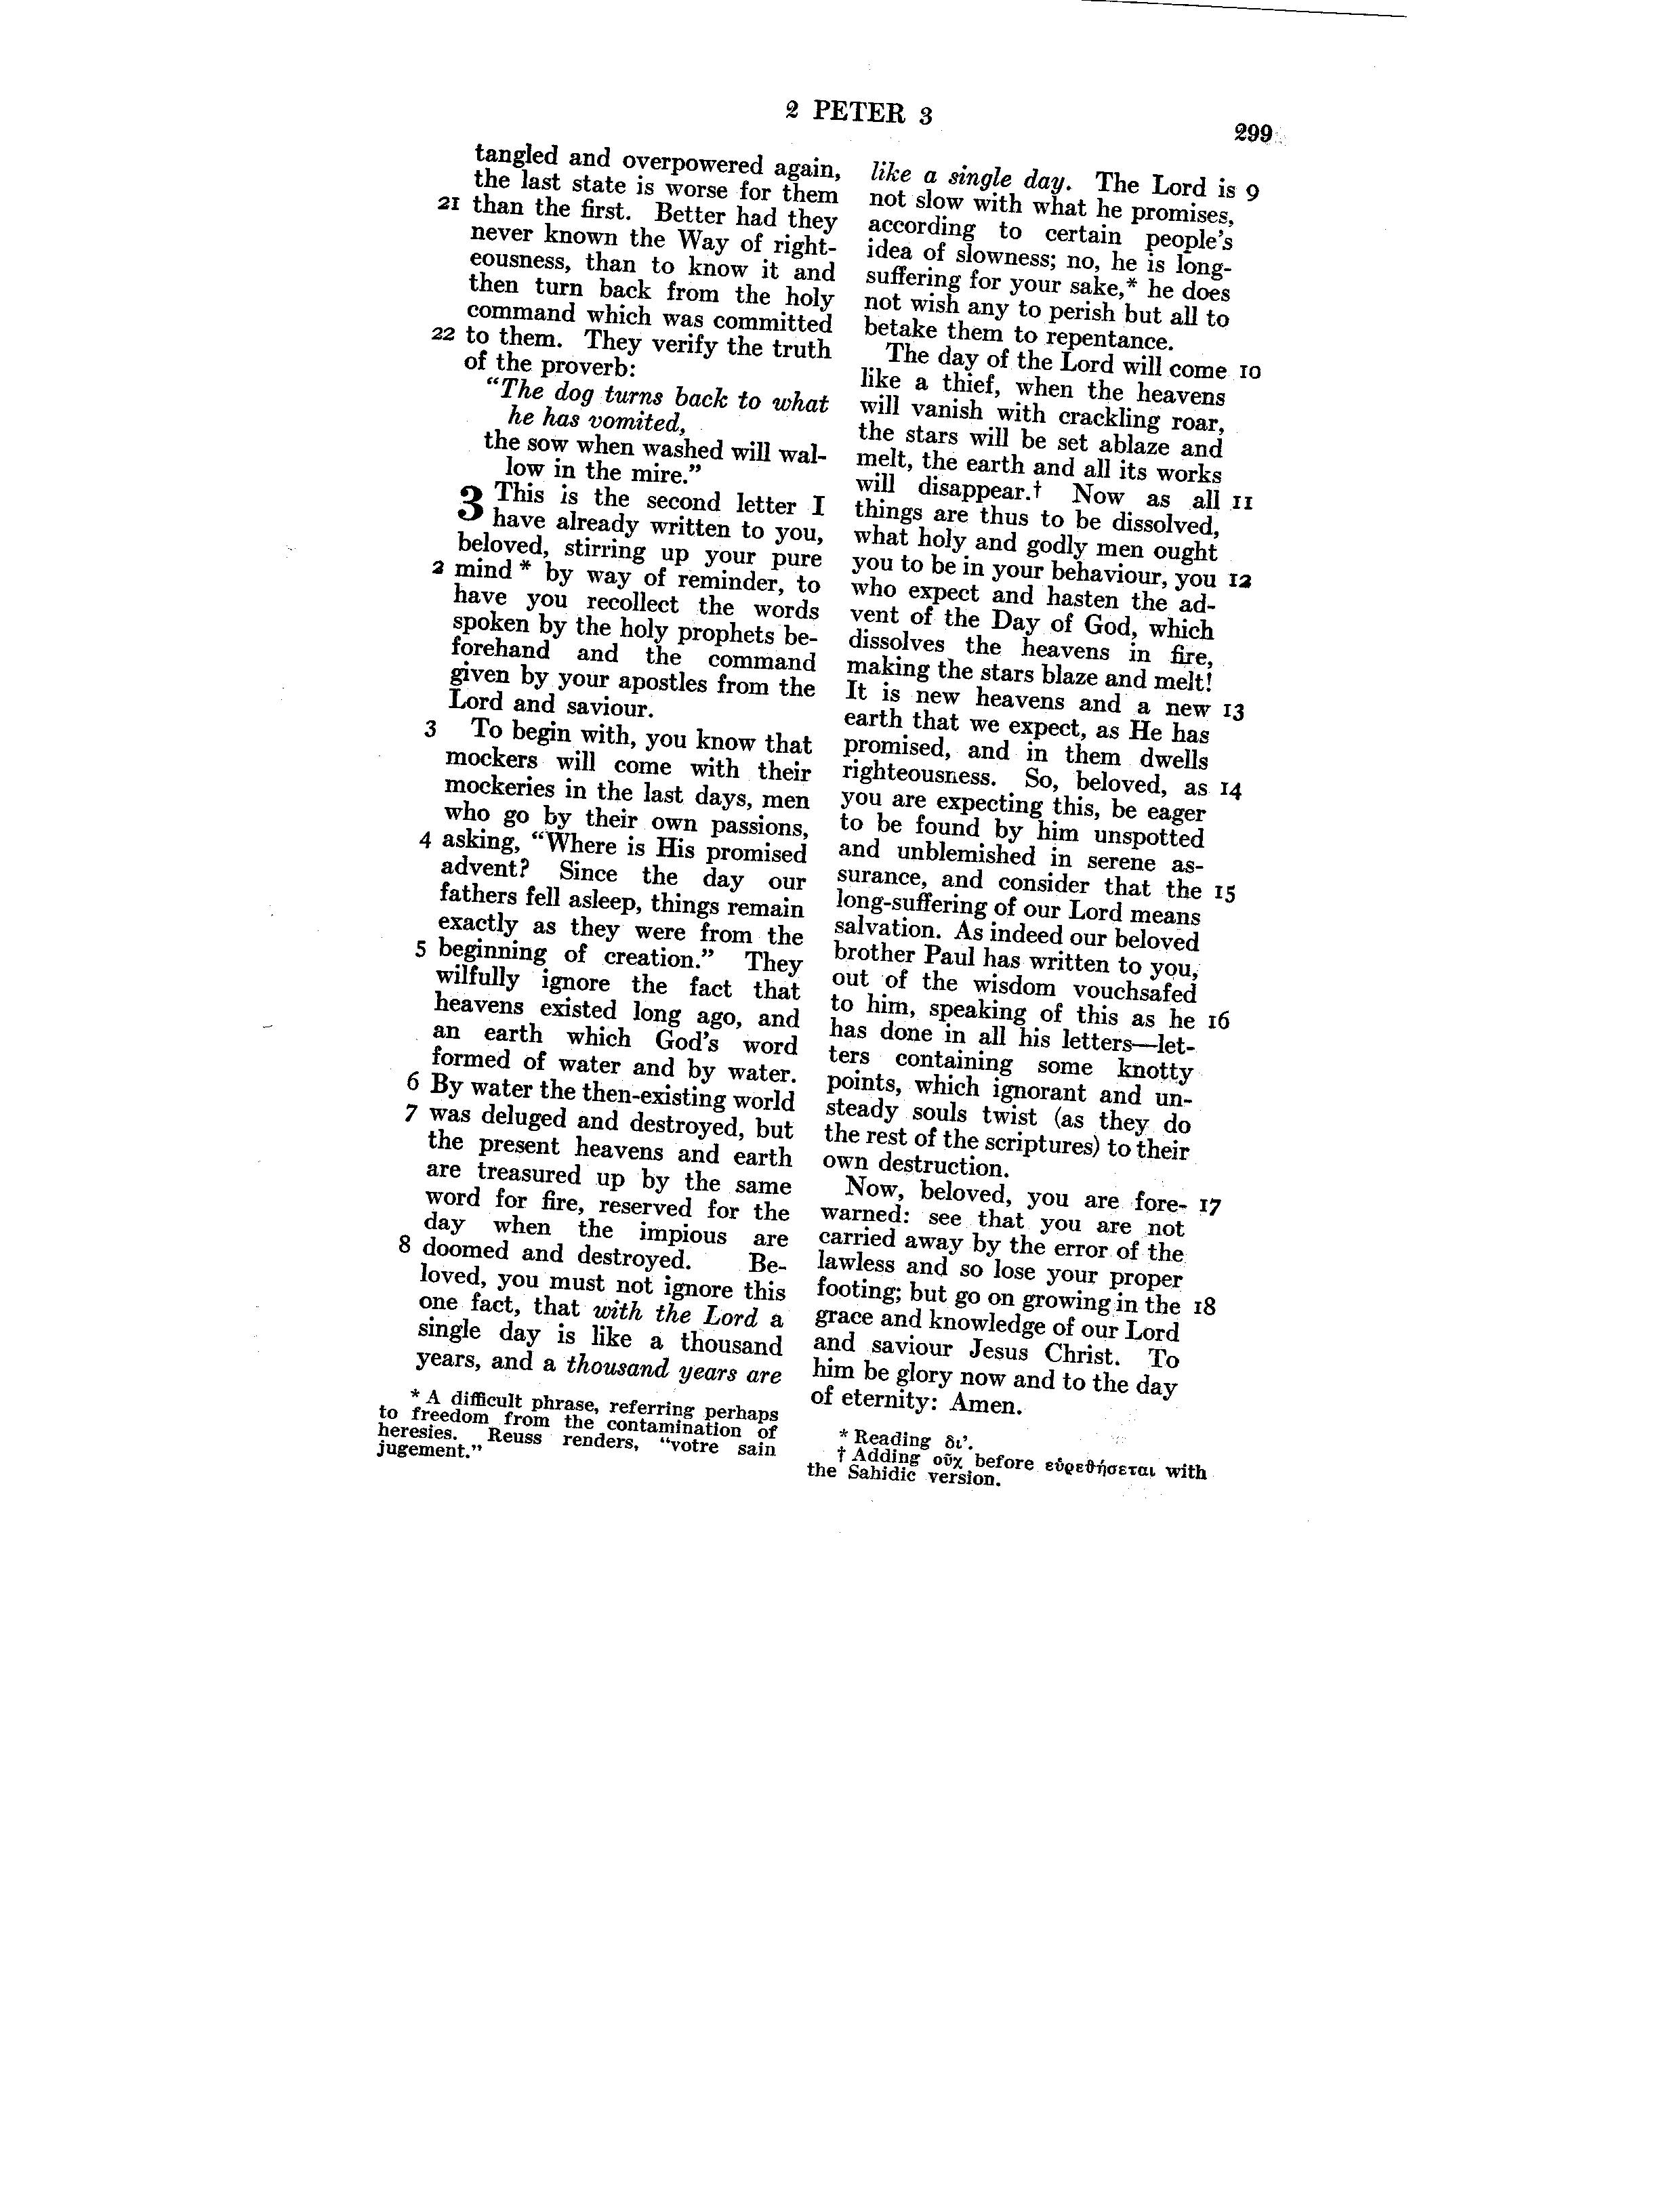 2 PETER 3
299
tangled and overpowered again,
the last state is worse for them
21 than the first. Better had they
never known the Way of right-
eousness, than to know it and
then turn back from the holy
command which was committed
22 to them. They verify the truth
of the proverb:
“The dog turns back to what
he has vomited,
the sow when washed will wal-
low in the mire.”
3 This is the second letter I
have already written to you,
beloved, stirring up your pure
2 mind * by way of reminder, to
have you recollect the words
spoken by the holy prophets be-
forehand and the command
given by your apostles from the
Lord and saviour.
3 To begin with, you know that
mockers will come with their
mockeries in the last days, men
who go by their own passions,
4 asking, “Where is His promised
advent? Since the day our
fathers fell asleep, things remain
exactly as they were from the
5 beginning of creation.” They
wilfully ignore the fact that
heavens existed long ago, and
an earth which God’s word
formed of water and by water.
6 By water the then-existing world
7 was deluged and destroyed, but
the present heavens and earth
are treasured up by the same
word for fire, reserved for the
day when the impious are
8 doomed and destroyed. Be-
loved, you must not ignore this
one fact, that with the Lord a
single day is like a thousand
years, and a thousand years are
* A difficult phrase, referring perhaps
to freedom from the contamination of
heresies. Reuss renders, “votre sain
jugement.”
like a single day. The Lord is 9
not slow with what he promises,
according to certain people’s
idea of slowness; no, he is long-
suffering for your sake,* he does
not wish any to perish but all to
betake them to repentance.
The day of the Lord will come 10
like a thief, when the heavens
will vanish with crackling roar,
the stars will be set ablaze and
melt, the earth and all its works
will disappear.† Now as all 11
things are thus to be dissolved,
what holy and godly men ought
you to be in your behaviour, you 12
who expect and hasten the ad-
vent of the Day of God, which
dissolves the heavens in fire,
making the stars blaze and melt!
It is new heavens and a new 13
earth that we expect, as He has
promised, and in them dwells
righteousness. So, beloved, as 14
you are expecting this, be eager
to be found by him unspotted
and unblemished in serene as-
surance, and consider that the 15
long-suffering of our Lord means
salvation. As indeed our beloved
brother Paul has written to you,
out of the wisdom vouchsafed
to him, speaking of this as he 16
has done in all his letters—let-
ters containing some knotty
points, which ignorant and un-
steady souls twist (as they do
the rest of the scriptures) to their
own destruction.
Now, beloved, you are fore- 17
warned: see that you are not
carried away by the error of the
lawless and so lose your proper
footing; but go on growing in the 18
grace and knowledge of our Lord
and saviour Jesus Christ. To
him be glory now and to the day
of eternity: Amen.
* Reading δι’.
† Adding οὗχ before εὑρεθήσεται with
the Sahidic version.